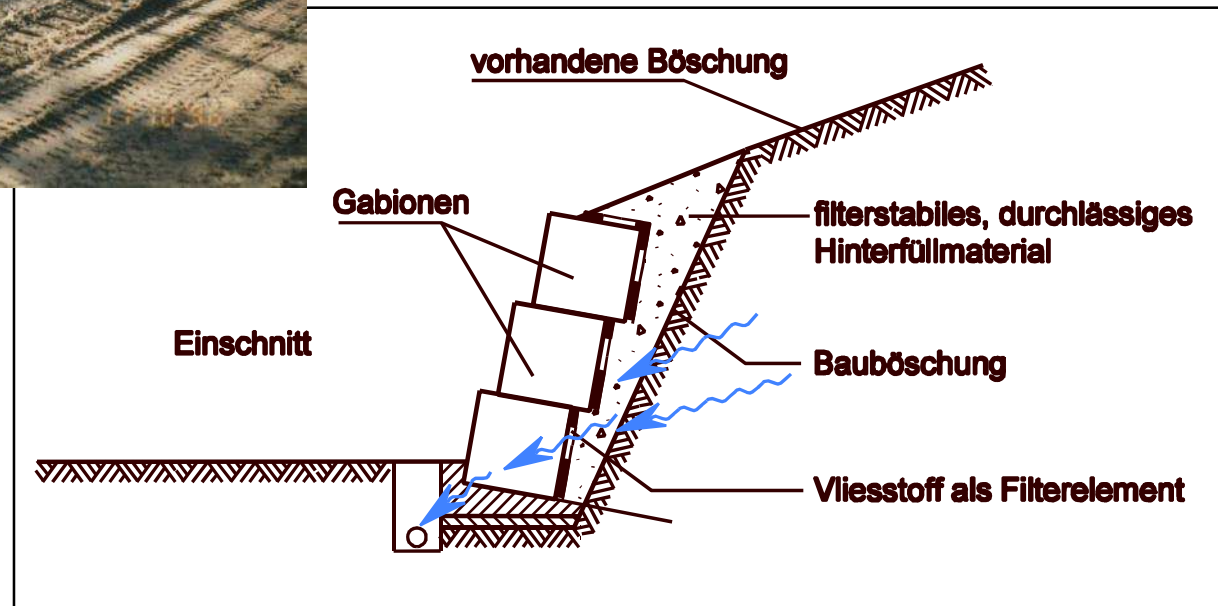 vorhandene Böschung
Gabionen
filterstabiles, durchlässiges
Hinterfüllmaterial
Einschnitt
Bauböschung
Vliesstoff als Filterelement